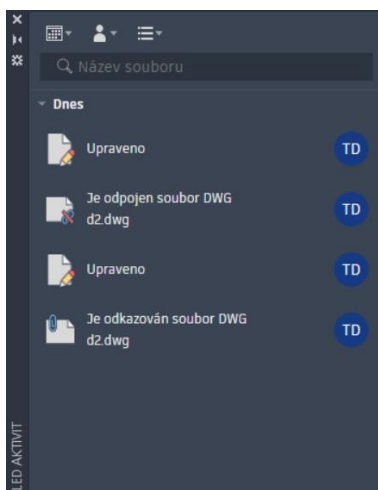 Název souboru
Dnes
Upraveno
TD
Je odpojen soubor DWG
d2.dwg
TD
Upraveno
TD
Je odkazován soubor DWG
d2.dwg
TD
LED AKTIVIT